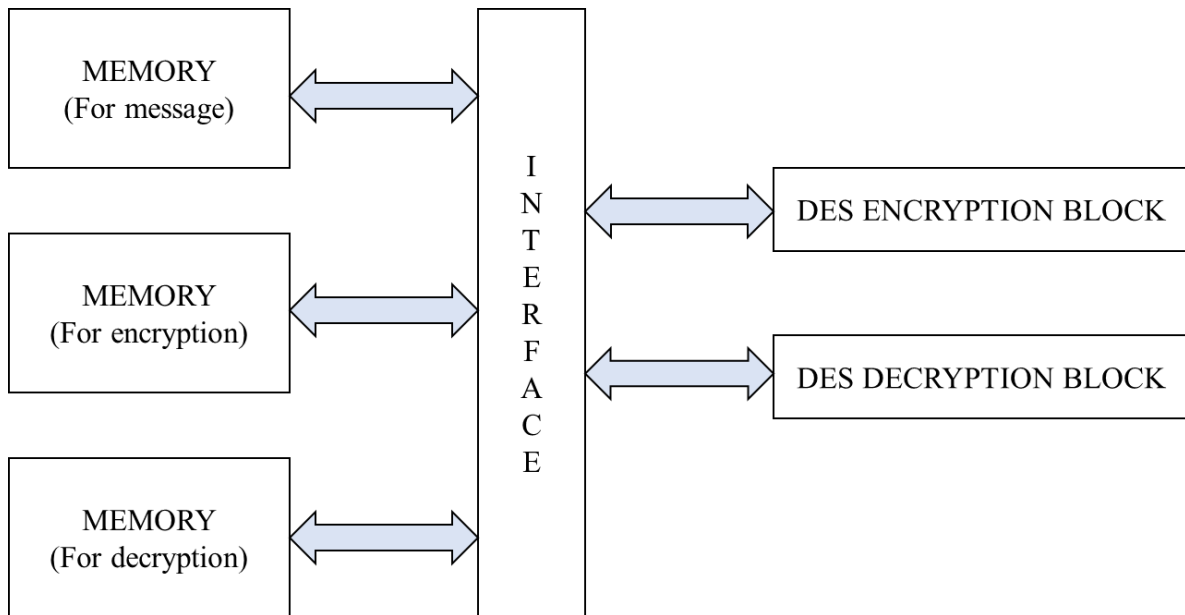 MEMORY
(For message)
MEMORY
(For encryption)
MEMORY
(For decryption)
I
N
T
E
R
F
A
C
E
DES ENCRYPTION BLOCK
DES DECRYPTION BLOCK